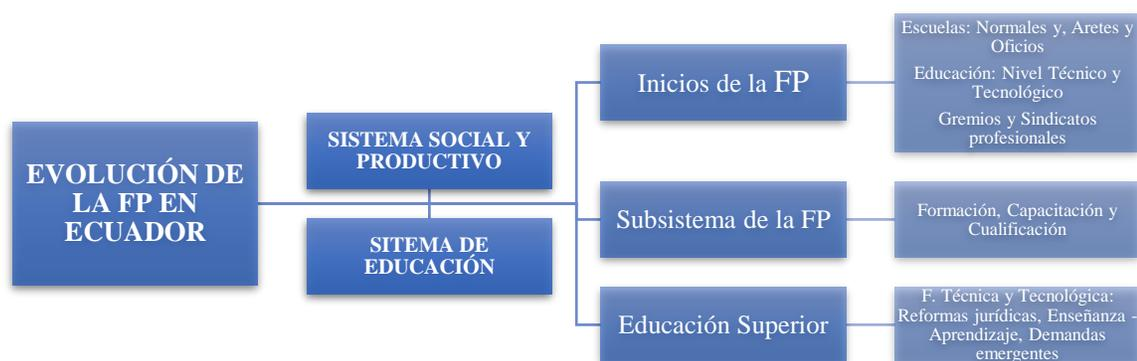 EVOLUCIÓN DE
LA FP EN
ECUADOR
SISTEMA SOCIAL Y
PRODUCTIVO
SITEMA DE
EDUCACIÓN
Inicios de la FP
Escuelas: Normales y, Aretes y
Oficios
Educación: Nivel Técnico y
Tecnológico
Gremios y Sindicatos
profesionales
Subsistema de la FP
Formación, Capacitación y
Cualificación
Educación Superior
F. Técnica y Tecnológica:
Reformas jurídicas, Enseñanza -
Aprendizaje, Demandas
emergentes